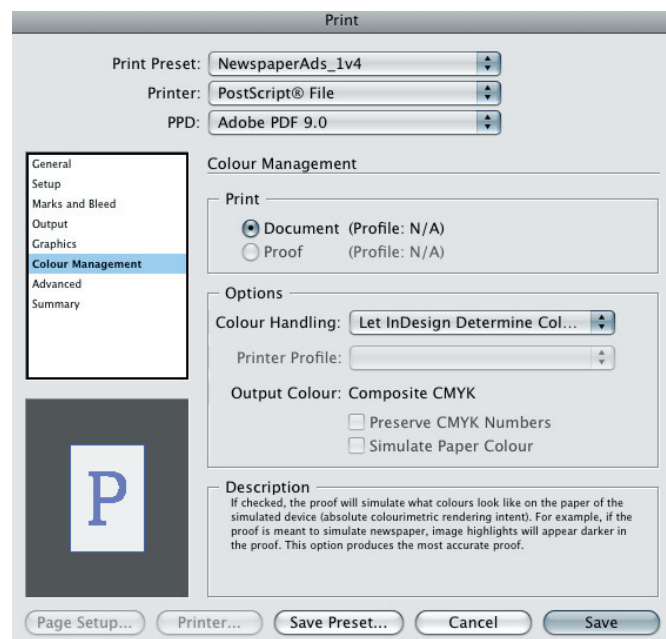 Print
Print Preset: NewspaperAds_1v4
Printer: PostScript® File
PPD: Adobe PDF 9.0
General
Setup
Marks and Bleed
Output
Graphics
Colour Management
Advanced
Summary
Colour Management
Print
Document (Profile: N/A)
Proof (Profile: N/A)
Options
Colour Handling: Let InDesign Determine Col...
Printer Profile:
Output Colour: Composite CMYK
Preserve CMYK Numbers
Simulate Paper Colour
P
Description
If checked, the proof will simulate what colours look like on the paper of the
simulated device (absolute colourimetric rendering intent). For example, if the
proof is meant to simulate newspaper, image highlights will appear darker in
the proof. This option produces the most accurate proof.
Page Setup... Printer... Save Preset... Cancel Save